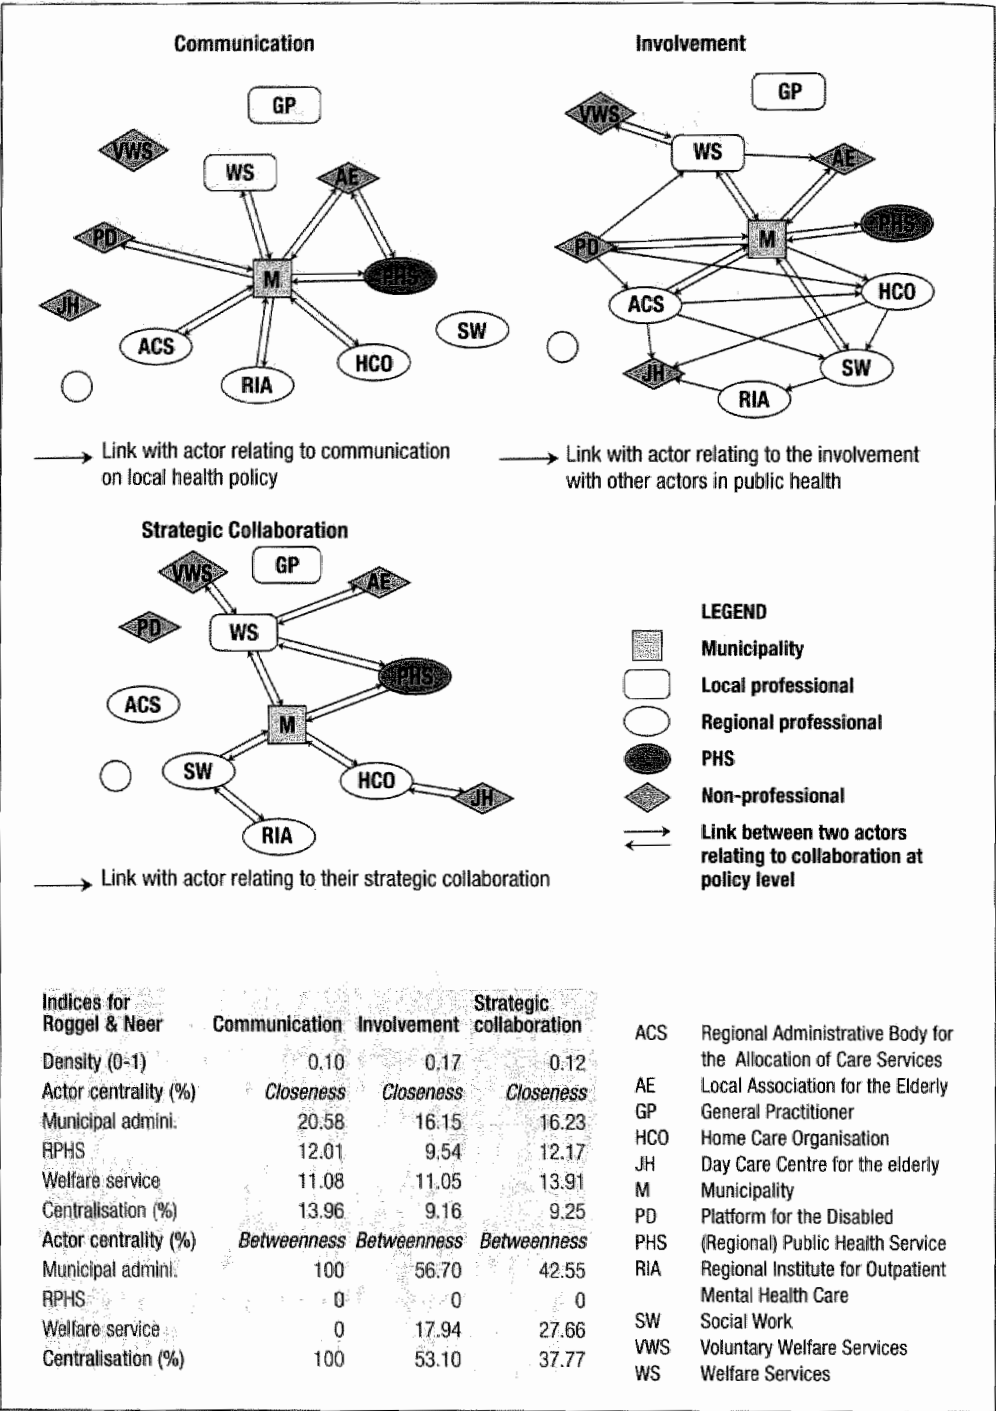 Communication
GP
VWS
WS
AE
PD
M
PHS
JH
ACS
SW
HCO
RIA
Link with actor relating to communication
on local health policy
Involvement
GP
VWS
WS
AE
PHS
M
PD
HCO
ACS
SW
JH
RIA
Link with actor relating to the involvement
with other actors in public health
Strategic Collaboration
GP
VWS
AE
PD
WS
PHS
ACS
M
SW
HCO
JH
RIA
Link with actor relating to their strategic collaboration
LEGEND
Municipality
Local professional
Regional professional
PHS
Non-professional
Link between two actors
relating to collaboration at
policy level
Indices for Roggel & Neer Communication Involvement Strategic collaboration
Density (0-1) 0.10 0.17 0.12
Actor centrality (%) Closeness Closeness Closeness
Municipal admini. 20.58 16.15 16.23
RPHS 12.01 9.54 12.17
Welfare service 11.08 11.05 13.91
Centralisation (%) 13.96 9.16 9.25
Actor centrality (%) Betweenness Betweenness Betweenness
Municipal admini. 100 56.70 42.55
RPHS 0 0 0
Welfare service 0 17.94 27.66
Centralisation (%) 100 53.10 37.77
ACS Regional Administrative Body for
the Allocation of Care Services
AE Local Association for the Elderly
GP General Practitioner
HCO Home Care Organisation
JH Day Care Centre for the elderly
M Municipality
PD Platform for the Disabled
PHS (Regional) Public Health Service
RIA Regional Institute for Outpatient
Mental Health Care
SW Social Work
VWS Voluntary Welfare Services
WS Welfare Services